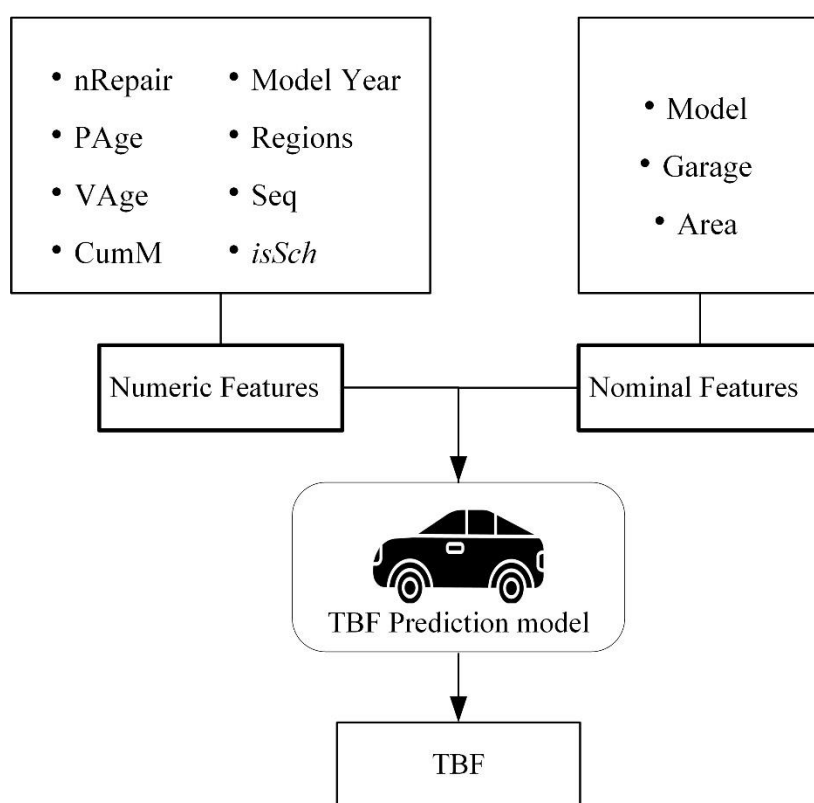 • nRepair
• PAge
• VAge
• CumM
• Model Year
• Regions
• Seq
• isSch
• Model
• Garage
• Area
Numeric Features
Nominal Features
TBF Prediction model
TBF